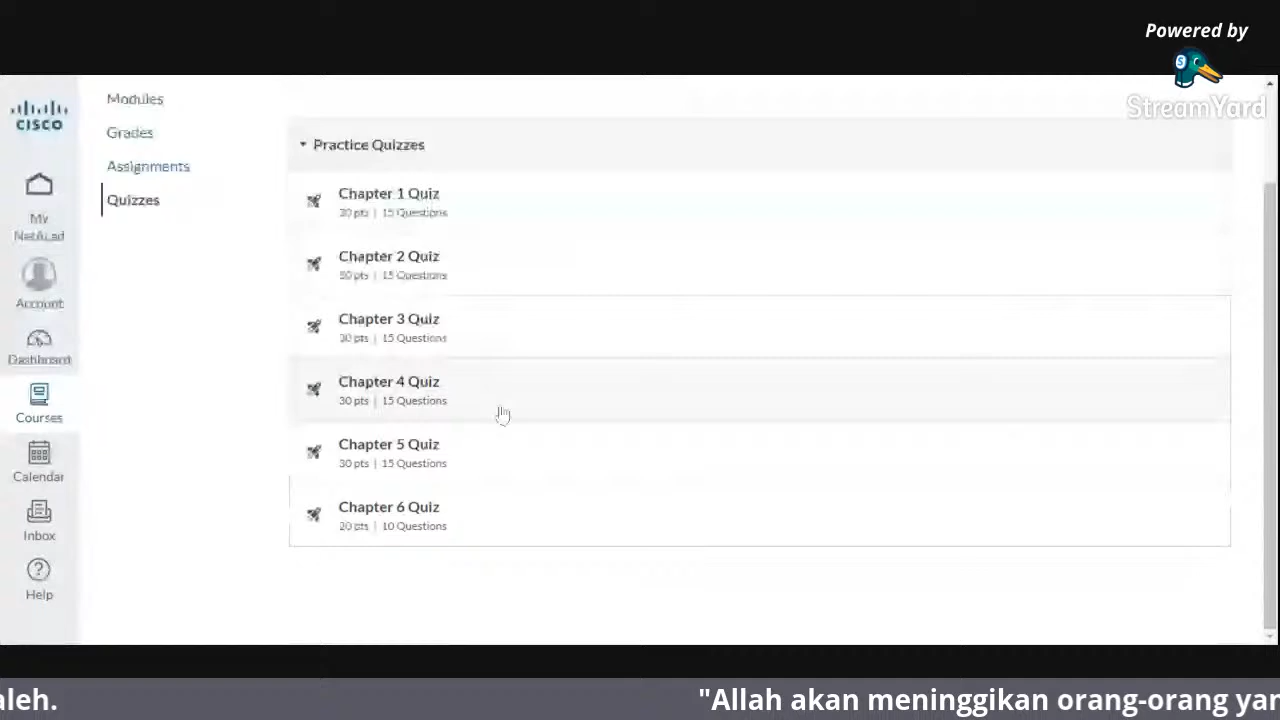 Powered by
StreamYard
CISCO
My
NetAcad
Account
Dashboard
Courses
Calendar
Inbox
Help
Modules
Grades
Assignments
Quizzes
Practice Quizzes
Chapter 1 Quiz
30 pts | 15 Questions
Chapter 2 Quiz
pts | 15 Questions
Chapter 3 Quiz
30 pts | 15 Questions
Chapter 4 Quiz
30 pts | 15 Questions
Chapter 5 Quiz
30 pts | 15 Questions
Chapter 6 Quiz
20 pts | 10 Questions
aleh. "Allah akan meninggikan orang-orang yan